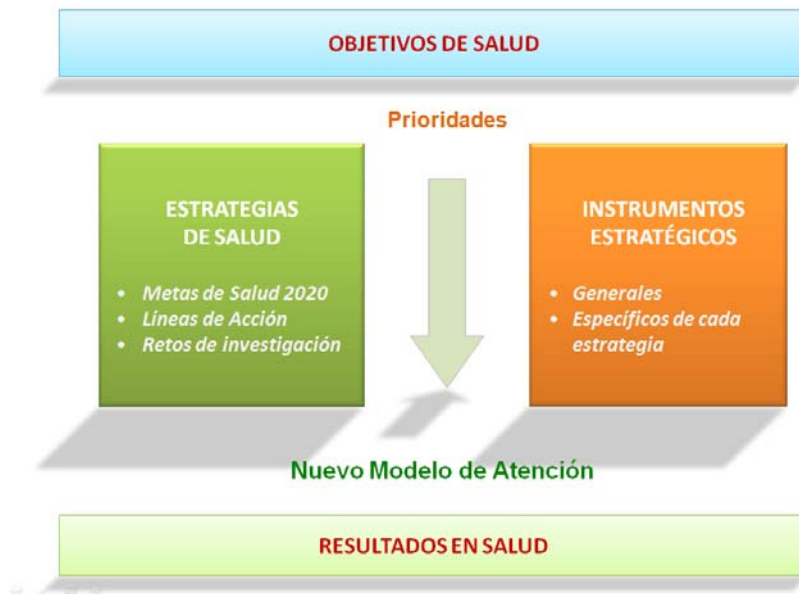 OBJETIVOS DE SALUD
Prioridades
ESTRATEGIAS
DE SALUD
• Metas de Salud 2020
• Líneas de Acción
• Retos de investigación
INSTRUMENTOS
ESTRATÉGICOS
• Generales
• Específicos de cada
estrategia
Nuevo Modelo de Atención
RESULTADOS EN SALUD